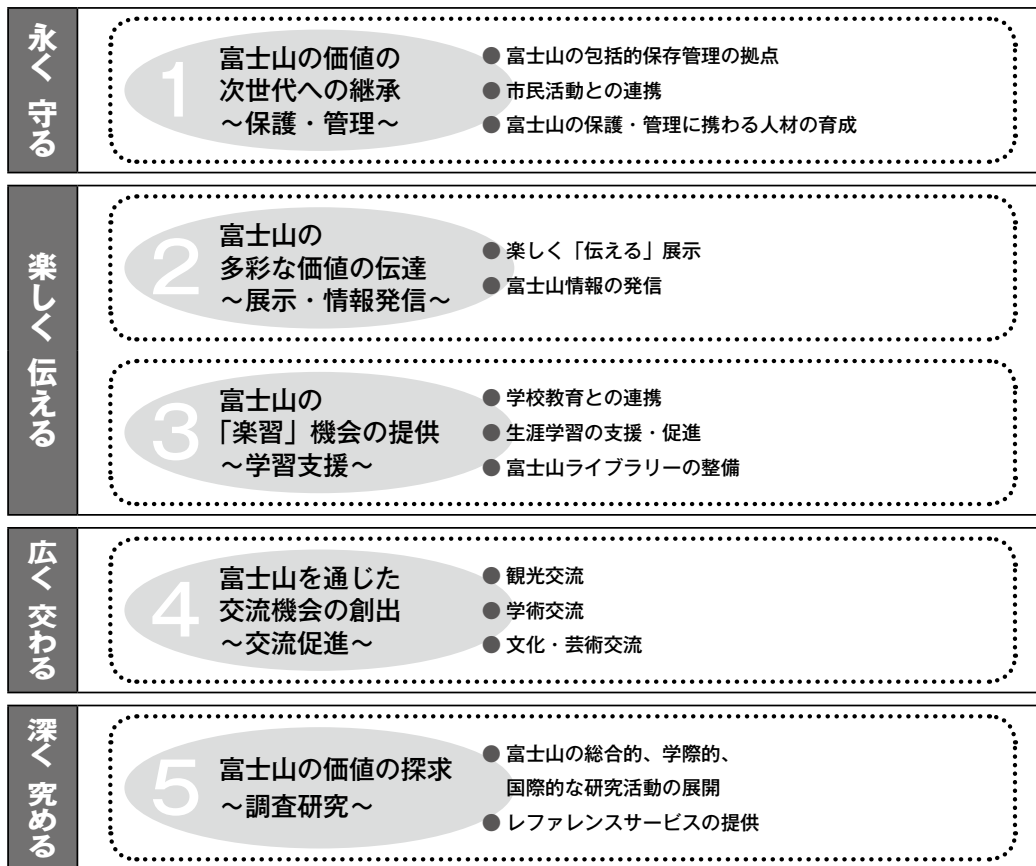 永く 守る
1
富士山の価値の
次世代への継承
～保護・管理～
● 富士山の包括的保存管理の拠点
● 市民活動との連携
● 富士山の保護・管理に携わる人材の育成
楽しく 伝える
2
富士山の
多彩な価値の伝達
～展示・情報発信～
● 楽しく「伝える」展示
● 富士山情報の発信
3
富士山の
「楽習」機会の提供
～学習支援～
● 学校教育との連携
● 生涯学習の支援・促進
● 富士山ライブラリーの整備
広く 交わる
4
富士山を通じた
交流機会の創出
～交流促進～
● 観光交流
● 学術交流
● 文化・芸術交流
深く 究める
5
富士山の価値の探求
～調査研究～
● 富士山の総合的、学際的、
国際的な研究活動の展開
● レファレンスサービスの提供